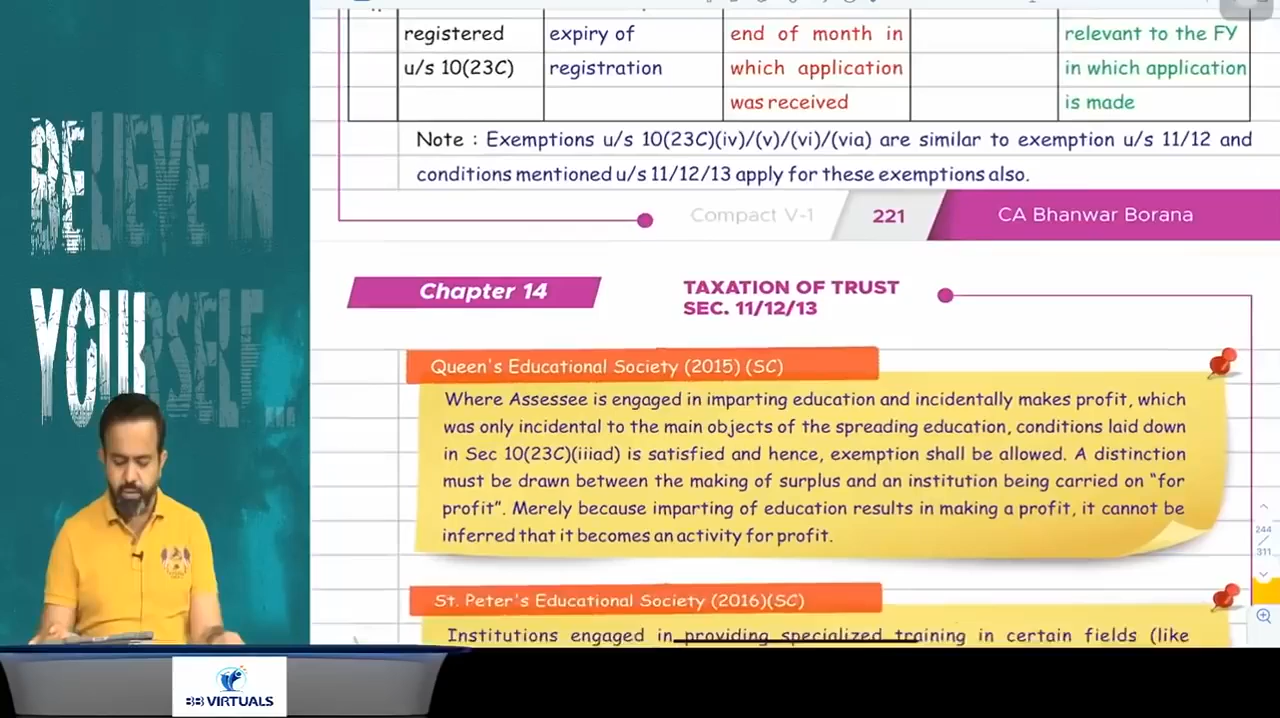 BELIEVE IN
YOURSELF...
registered
u/s 10(23C)
expiry of
registration
end of month in
which application
was received
relevant to the FY
in which application
is made
Note : Exemptions u/s 10(23C)(iv)/(v)/(vi)/(via) are similar to exemption u/s 11/12 and
conditions mentioned u/s 11/12/13 apply for these exemptions also.
Compact V-1
221
CA Bhanwar Borana
Chapter 14
TAXATION OF TRUST
SEC. 11/12/13
Queen's Educational Society (2015) (SC)
Where Assessee is engaged in imparting education and incidentally makes profit, which
was only incidental to the main objects of the spreading education, conditions laid down
in Sec 10(23C)(iiiad) is satisfied and hence, exemption shall be allowed. A distinction
must be drawn between the making of surplus and an institution being carried on “for
profit”. Merely because imparting of education results in making a profit, it cannot be
inferred that it becomes an activity for profit.
St. Peter's Educational Society (2016)(SC)
Institutions engaged in providing specialized training in certain fields (like
244
311
BB VIRTUALS